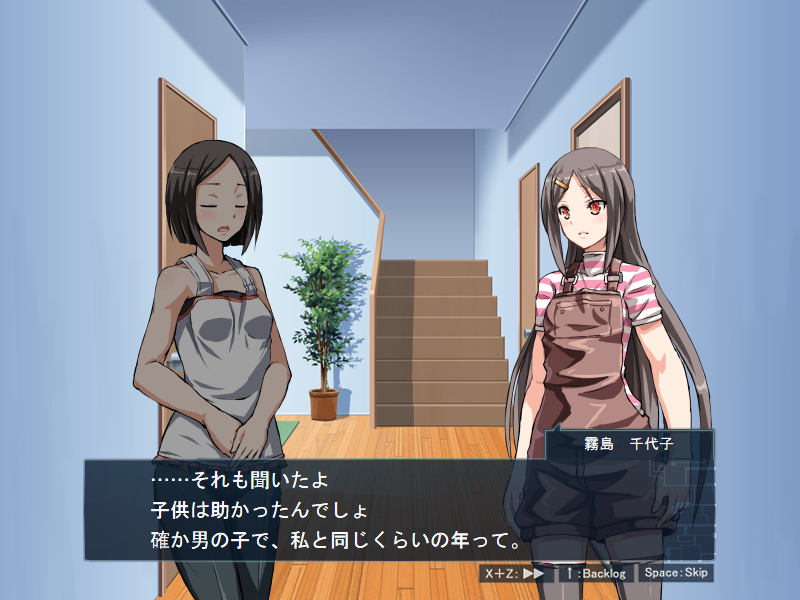 霧島 千代子
……それも聞いたよ
子供は助かったんでしょ
確か男の子で、私と同じくらいの年って。
X+Z:▶▶ ↑:Backlog Space:Skip